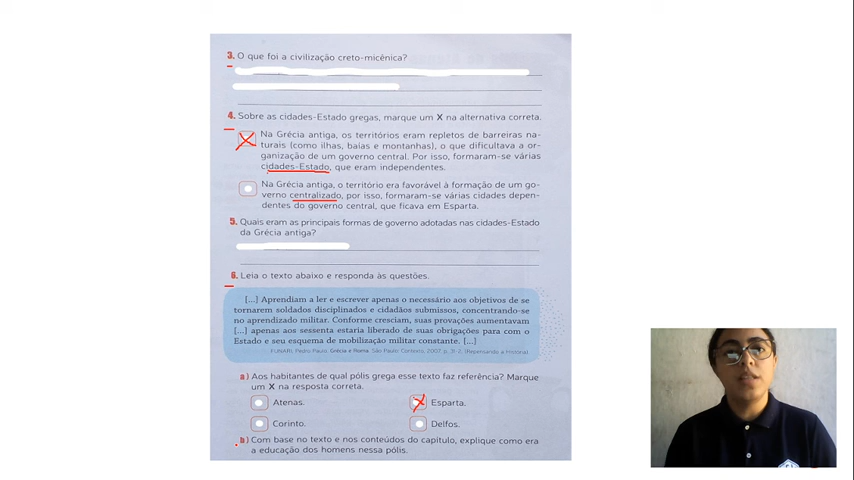 3. O que foi a civilização creto-micênica?
4. Sobre as cidades-Estado gregas, marque um X na alternativa correta.
Na Grécia antiga, os territórios eram repletos de barreiras na-
turais (como ilhas, baías e montanhas), o que dificultava a or-
ganização de um governo central. Por isso, formaram-se várias
cidades-Estado, que eram independentes.
Na Grécia antiga, o território era favorável à formação de um go-
verno centralizado, por isso, formaram-se várias cidades depen-
dentes do governo central, que ficava em Esparta.
5. Quais eram as principais formas de governo adotadas nas cidades-Estado
da Grécia antiga?
6. Leia o texto abaixo e responda às questões.
[...] Aprendiam a ler e escrever apenas o necessário aos objetivos de se
tornarem soldados disciplinados e cidadãos submissos, concentrando-se
no aprendizado militar. Conforme cresciam, suas provações aumentavam
[...] apenas aos sessenta estaria liberado de suas obrigações para com o
Estado e seu esquema de mobilização militar constante. [...]
FUNARI, Pedro Paulo. Grécia e Roma. São Paulo: Contexto, 2007. p. 31-2. (Repensando a história).
a) Aos habitantes de qual pólis grega esse texto faz referência? Marque
um X na resposta correta.
Atenas. Esparta.
Corinto. Delfos.
b) Com base no texto e nos conteúdos do capítulo, explique como era
a educação dos homens nessa pólis.